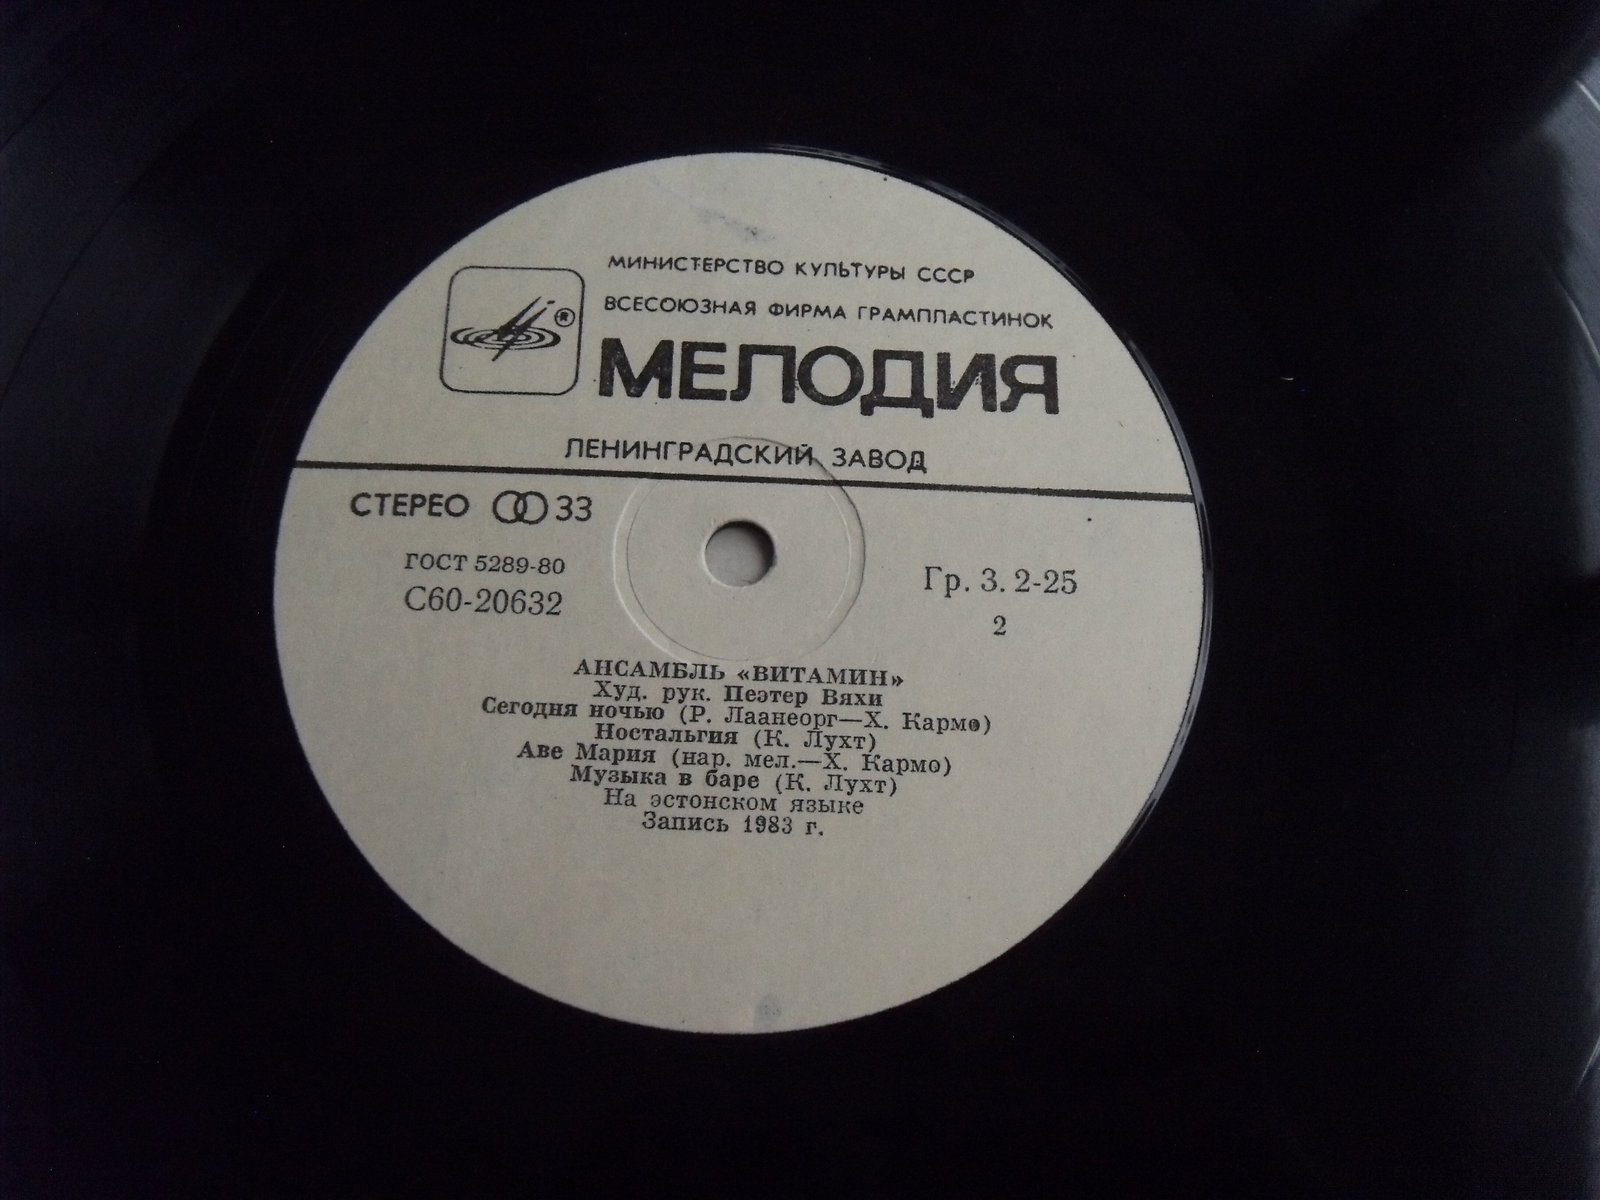 МИНИСТЕРСТВО КУЛЬТУРЫ СССР
ВСЕСОЮЗНАЯ ФИРМА ГРАМПЛАСТИНОК
®
МЕЛОДИЯ
ЛЕНИНГРАДСКИЙ ЗАВОД
СТЕРЕО 33
ГОСТ 5289-80
С60-20632
Гр. 3. 2-25
2
АНСАМБЛЬ «ВИТАМИН»
Худ. рук. Пеэтер Вяхи
Сегодня ночью (Р. Лаанеорг—Х. Кармо)
Ностальгия (К. Лухт)
Аве Мария (нар. мел.—Х. Кармо)
Музыка в баре (К. Лухт)
На эстонском языке
Запись 1983 г.